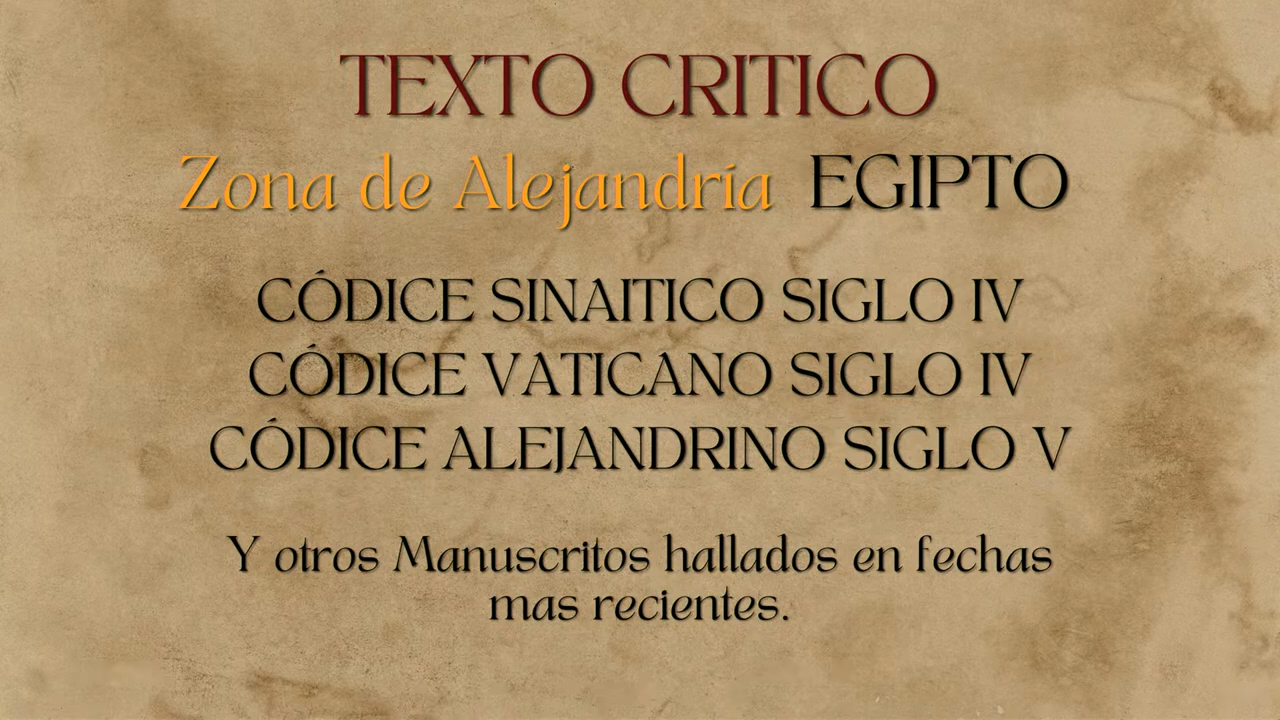 TEXTO CRITICO
Zona de Alejandría EGIPTO
CÓDICE SINAITICO SIGLO IV
CÓDICE VATICANO SIGLO IV
CÓDICE ALEJANDRINO SIGLO V
Y otros Manuscritos hallados en fechas
mas recientes.